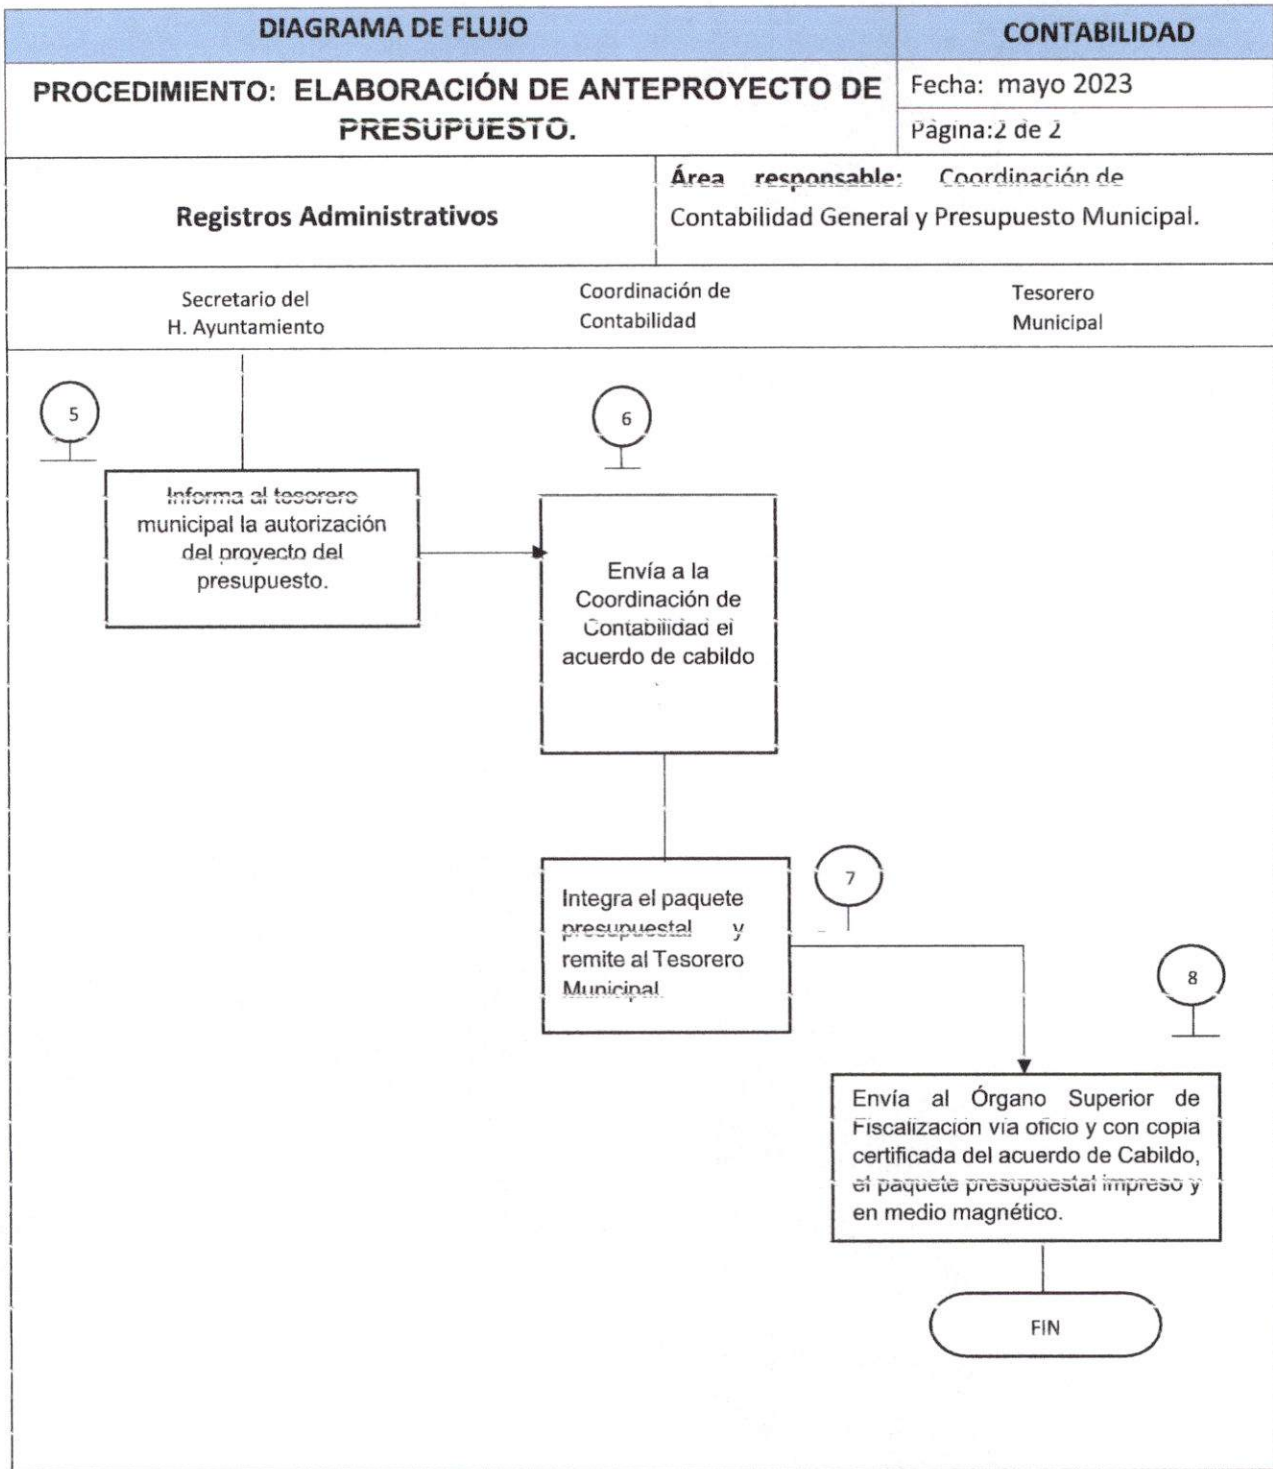 DIAGRAMA DE FLUJO
CONTABILIDAD
PROCEDIMIENTO: ELABORACIÓN DE ANTEPROYECTO DE
PRESUPUESTO.
Fecha: mayo 2023
Página:2 de 2
Registros Administrativos
Área responsable: Coordinación de
Contabilidad General y Presupuesto Municipal.
Secretario del
H. Ayuntamiento
Coordinación de
Contabilidad
Tesorero
Municipal
5
6
Informa al tesorero
municipal la autorización
del proyecto del
presupuesto.
Envía a la
Coordinación de
Contabilidad el
acuerdo de cabildo
.
7
Integra el paquete
presupuestal y
remite al Tesorero
Municipal
8
Envía al Órgano Superior de
Fiscalización vía oficio y con copia
certificada del acuerdo de Cabildo,
el paquete presupuestal impreso y
en medio magnético.
FIN